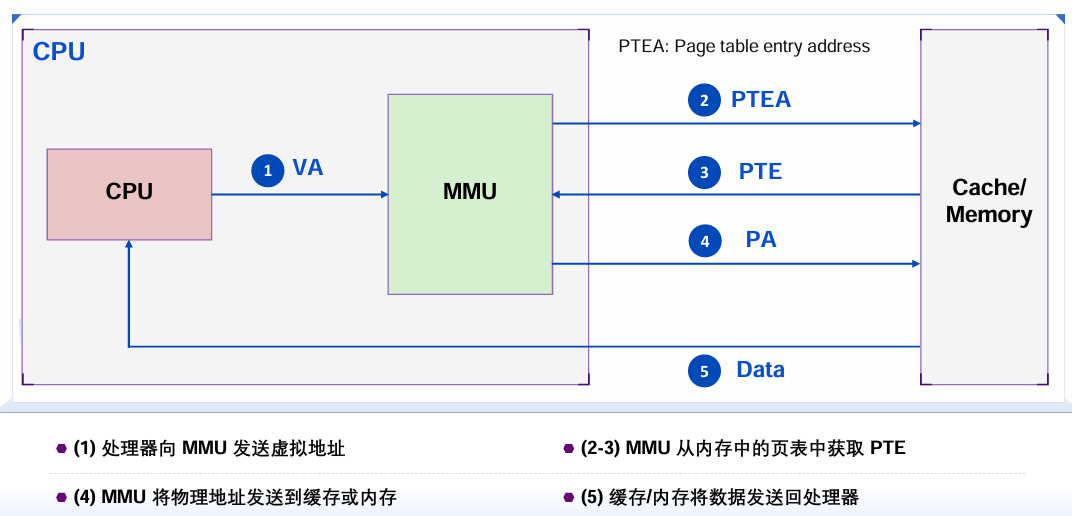 CPU
PTEA: Page table entry address
2 PTEA
1 VA
3 PTE
CPU
MMU
Cache/
Memory
4 PA
5 Data
(1) 处理器向 MMU 发送虚拟地址
(2-3) MMU 从内存中的页表中获取 PTE
(4) MMU 将物理地址发送到缓存或内存
(5) 缓存/内存将数据发送回处理器